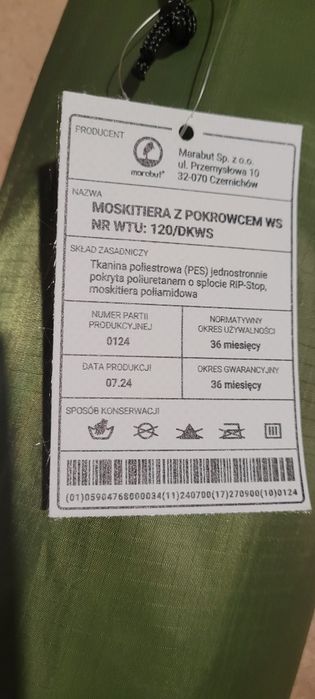 PRODUCENT
marabut®
Marabut Sp. z o.o.
ul. Przemysłowa 10
32-070 Czernichów
NAZWA
MOSKITIERA Z POKROWCEM WS
NR WTU: 120/DKWS
SKŁAD ZASADNICZY
Tkanina poliestrowa (PES) jednostronnie
pokryta poliuretanem o splocie RIP-Stop,
moskitiera poliamidowa
NUMER PARTII
PRODUKCYJNEJ
0124
NORMATYWNY
OKRES UŻYWALNOŚCI
36 miesięcy
DATA PRODUKCJI
07.24
OKRES GWARANCYJNY
36 miesięcy
SPOSÓB KONSERWACJI
(01)05904768000034(11)240700(17)270900(10)0124